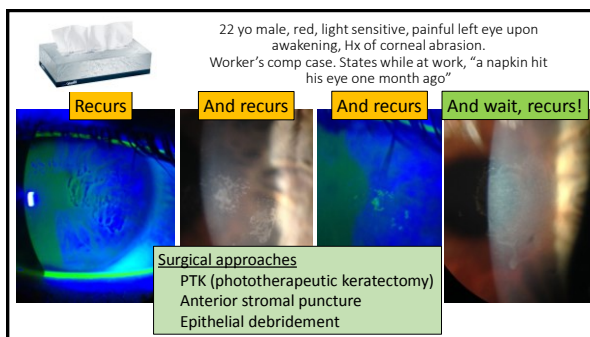 22 yo male, red, light sensitive, painful left eye upon
awakening, Hx of corneal abrasion.
Worker's comp case. States while at work, "a napkin hit
his eye one month ago"
Recurs
And recurs
And recurs
And wait, recurs!
Surgical approaches
PTK (phototherapeutic keratectomy)
Anterior stromal puncture
Epithelial debridement